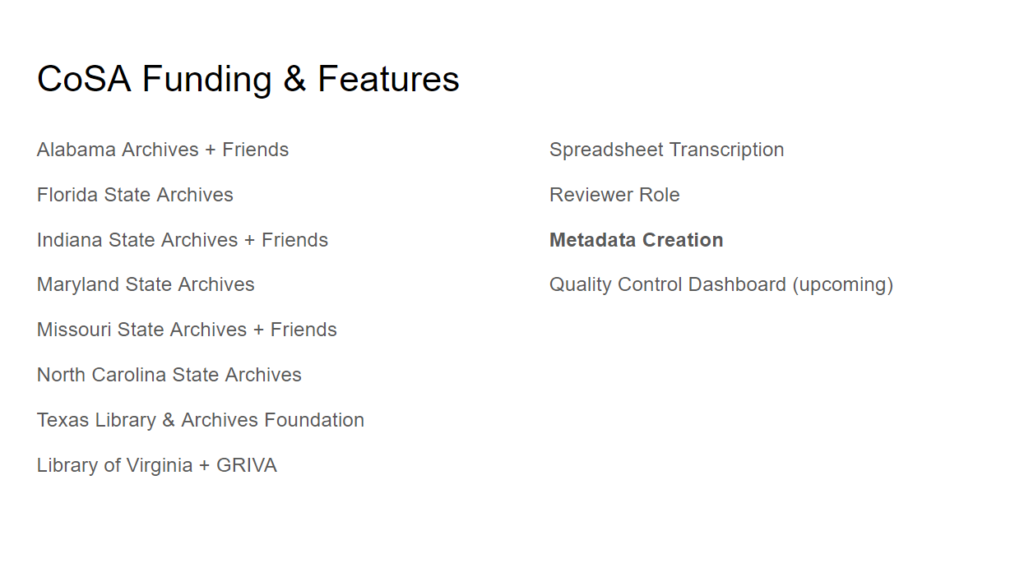 CoSA Funding & Features
Alabama Archives + Friends
Florida State Archives
Indiana State Archives + Friends
Maryland State Archives
Missouri State Archives + Friends
North Carolina State Archives
Texas Library & Archives Foundation
Library of Virginia + GRIVA
Spreadsheet Transcription
Reviewer Role
Metadata Creation
Quality Control Dashboard (upcoming)